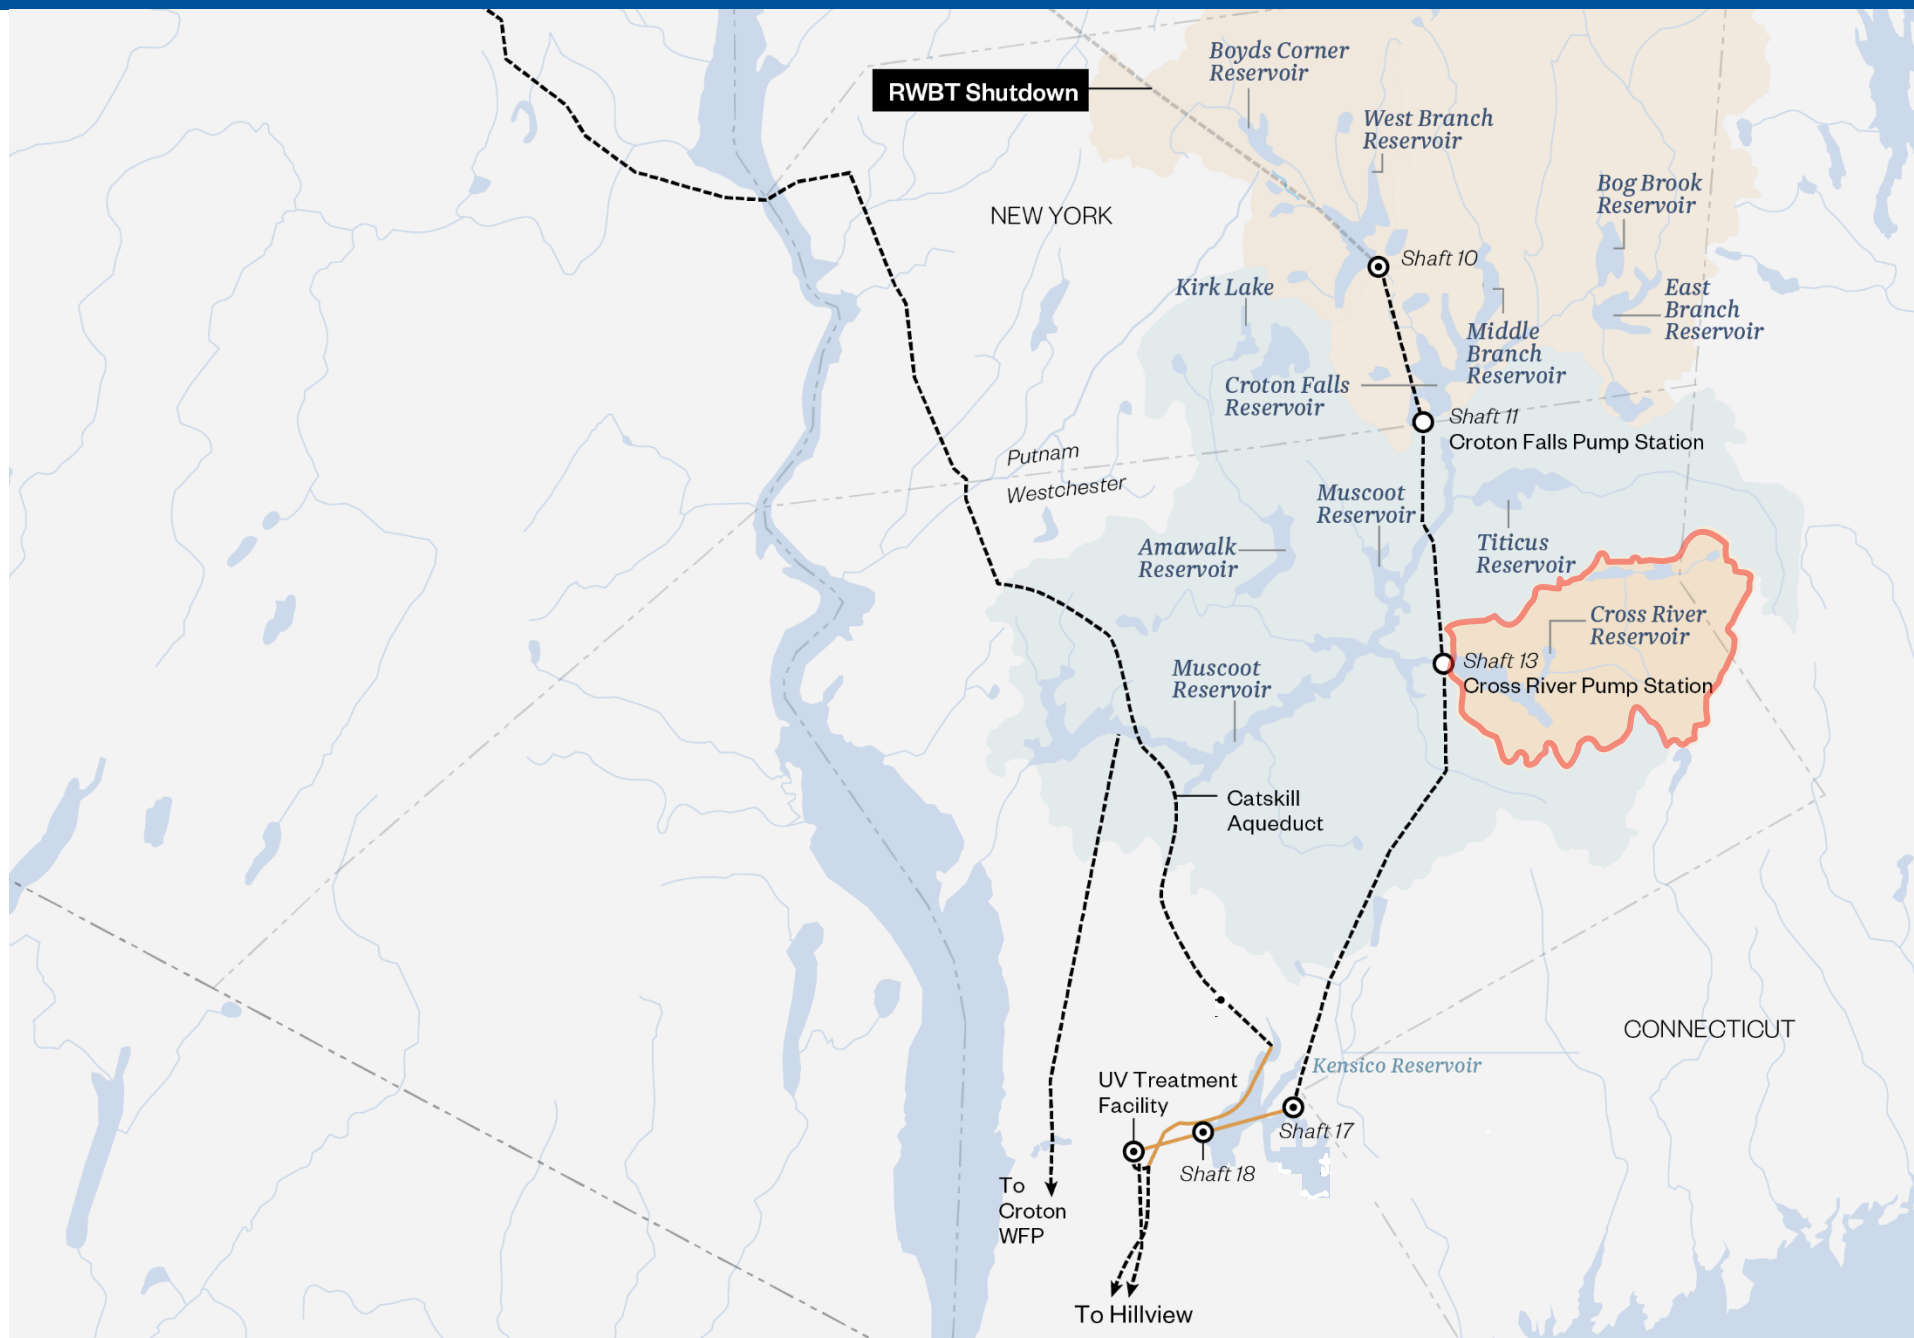 Boyds Corner
Reservoir
RWBT Shutdown
West Branch
Reservoir
Bog Brook
Reservoir
NEW YORK
Shaft 10
Kirk Lake
East
Branch
Reservoir
Middle
Branch
Reservoir
Croton Falls
Reservoir
Shaft 11
Croton Falls Pump Station
Putnam
Westchester
Muscoot
Reservoir
Amawalk
Reservoir
Titicus
Reservoir
Cross River
Reservoir
Shaft 13
Cross River Pump Station
Muscoot
Reservoir
Catskill
Aqueduct
CONNECTICUT
Kensico Reservoir
UV Treatment
Facility
Shaft 17
Shaft 18
To
Croton
WFP
To Hillview